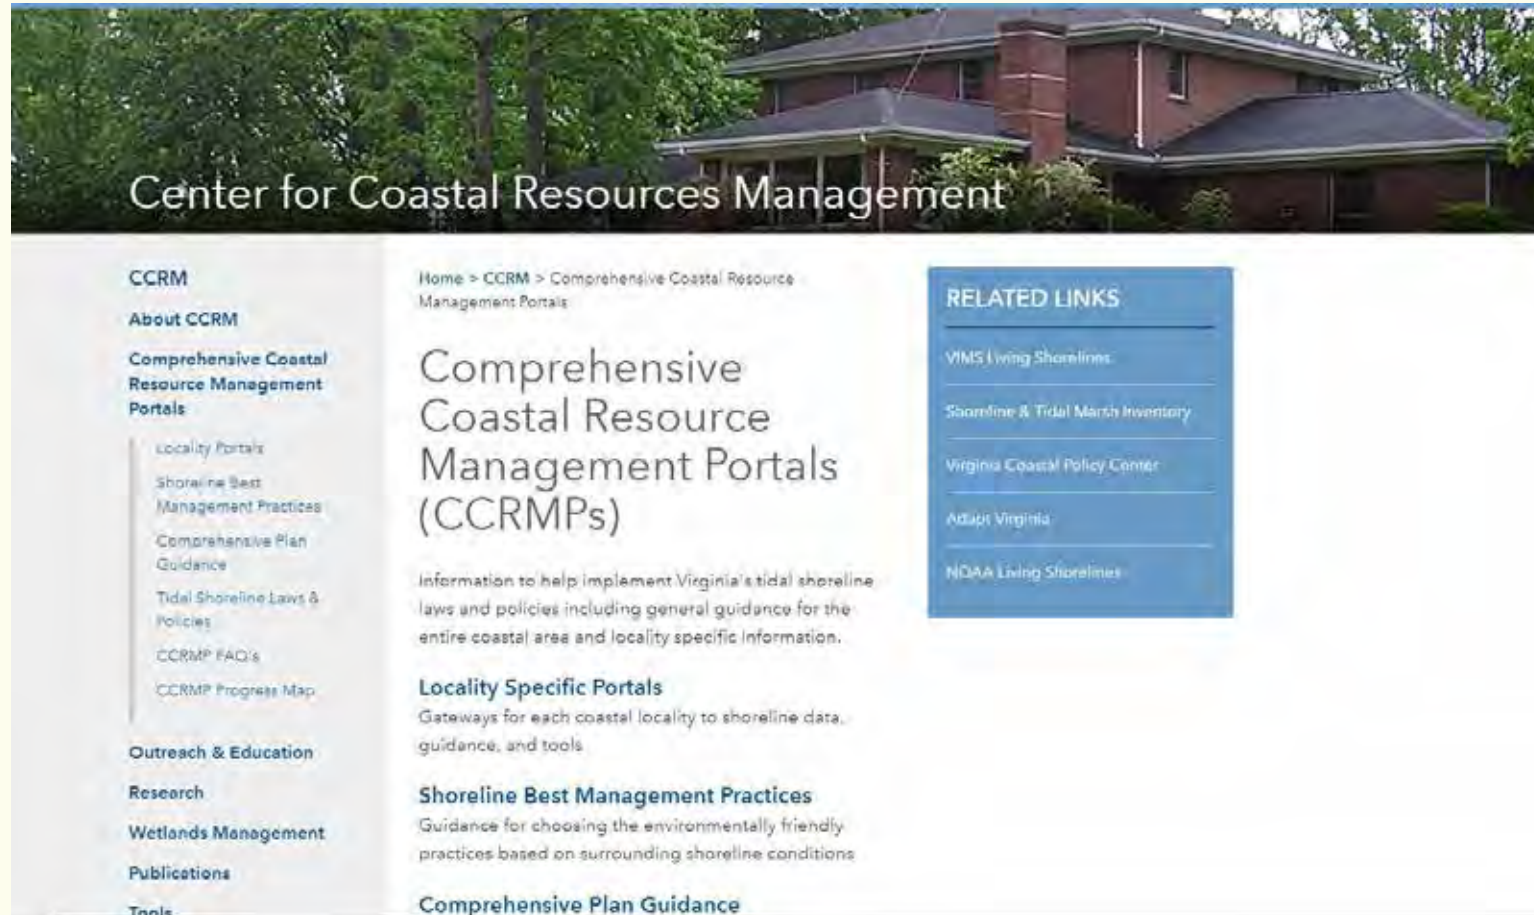 Center for Coastal Resources Management
CCRM
About CCRM
Comprehensive Coastal
Resource Management
Portals
Locality Portals
Shoreline Best
Management Practices
Comprehensive Plan
Guidance
Tidal Shoreline Laws &
Policies
CCRMP FAQ's
CCRMP Progress Map
Outreach & Education
Research
Wetlands Management
Publications
Tools
Home > CCRM > Comprehensive Coastal Resource
Management Portals
Comprehensive
Coastal Resource
Management Portals
(CCRMPs)
Information to help implement Virginia's tidal shoreline
laws and policies including general guidance for the
entire coastal area and locality specific information.
Locality Specific Portals
Gateways for each coastal locality to shoreline data,
guidance, and tools
Shoreline Best Management Practices
Guidance for choosing the environmentally friendly
practices based on surrounding shoreline conditions
Comprehensive Plan Guidance
RELATED LINKS
VIMS Living Shorelines
Shoreline & Tidal Marsh Inventory
Virginia Coastal Policy Center
Adapt Virginia
NOAA Living Shorelines